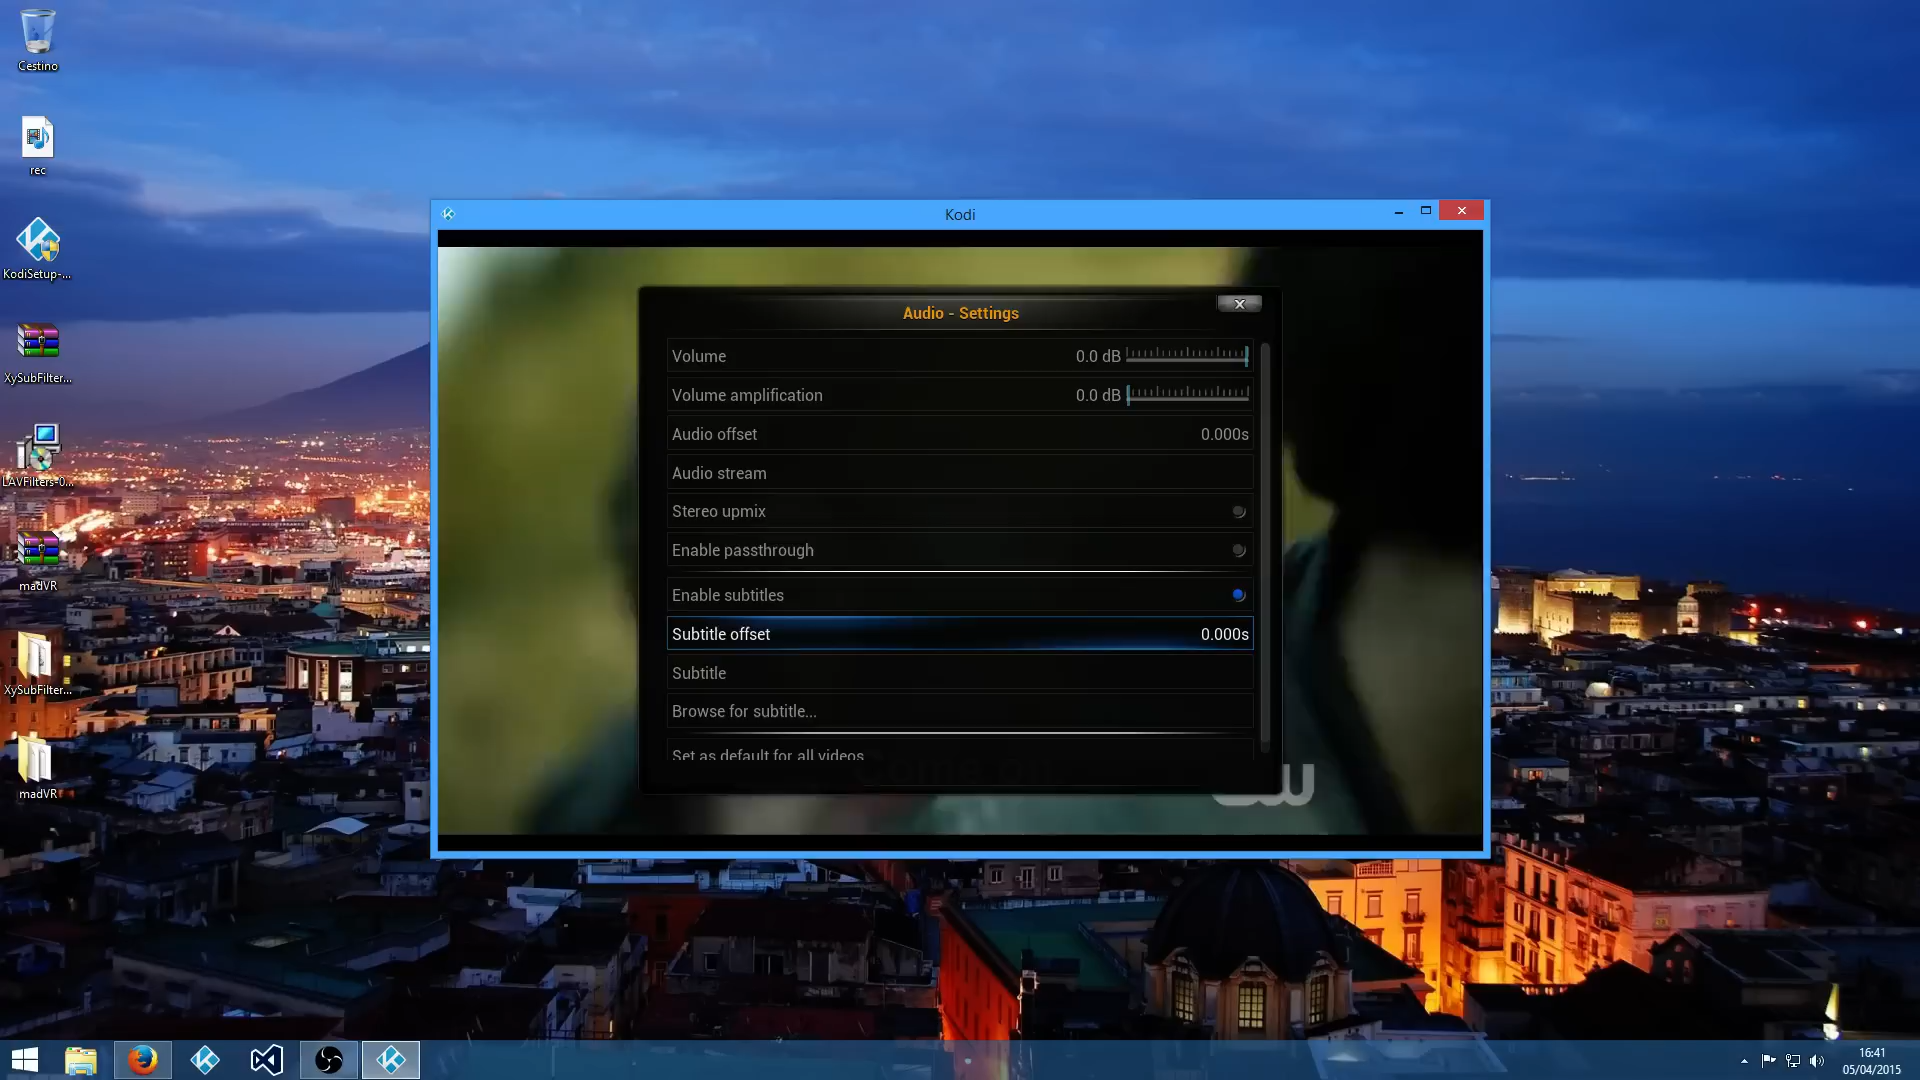 Cestino
rec
KodiSetup-...
XySubFilter...
LAVFilters-0...
madVR
XySubFilter...
madVR
Kodi
Audio - Settings
Volume 0.0 dB
Volume amplification 0.0 dB
Audio offset 0.000s
Audio stream
Stereo upmix
Enable passthrough
Enable subtitles
Subtitle offset 0.000s
Subtitle
Browse for subtitle...
Set as default for all videos
16:41
05/04/2015